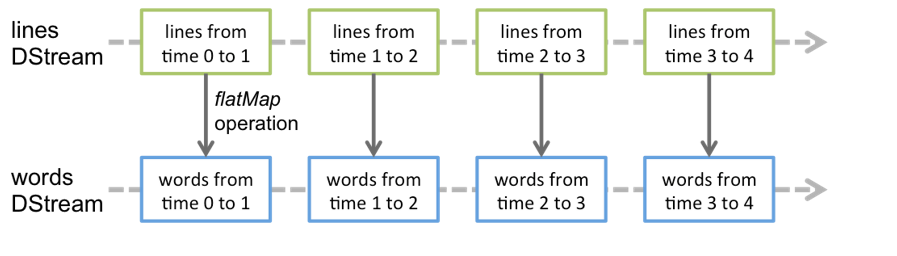 lines
DStream
lines from
time 0 to 1
lines from
time 1 to 2
lines from
time 2 to 3
lines from
time 3 to 4
flatMap
operation
words
DStream
words from
time 0 to 1
words from
time 1 to 2
words from
time 2 to 3
words from
time 3 to 4